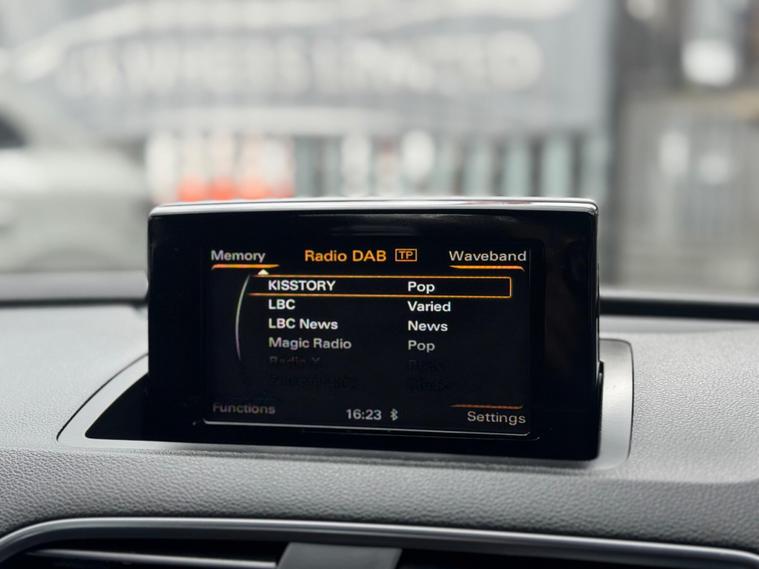 Memory Radio DAB TP Waveband
KISSTORY Pop
LBC Varied
LBC News News
Magic Radio Pop
Radio X
Functions 16:23 Settings